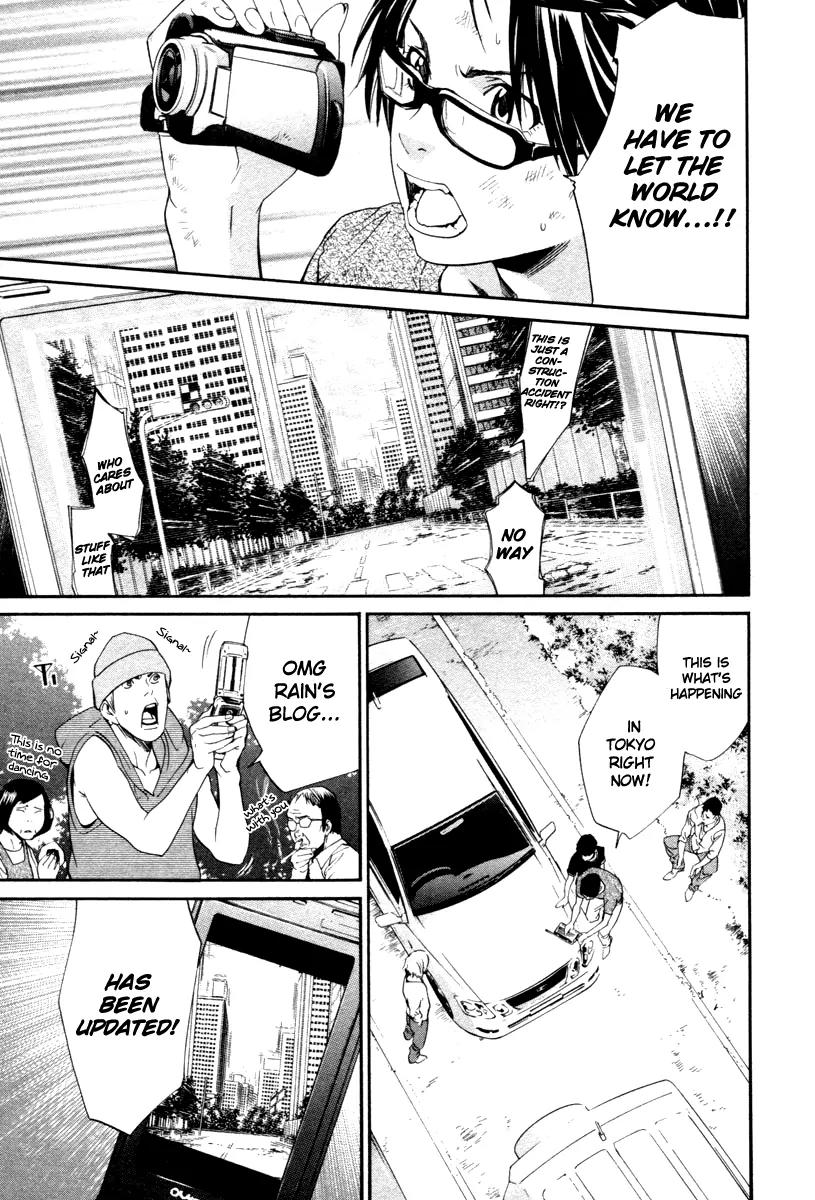 WE
HAVE TO
LET THE
WORLD
KNOW...!!
THIS IS
JUST A
CON-
STRUC-
TION
ACCIDENT
RIGHT!?
NO
WAY
WHO
CARES
ABOUT
STUFF
LIKE
THAT
THIS IS
WHAT'S
HAPPENING
IN
TOKYO
RIGHT
NOW!
OMG
RAIN'S
BLOG...
Signal~
Signal~
This is no
time for
dancing
what's
with you
HAS
BEEN
UPDATED!